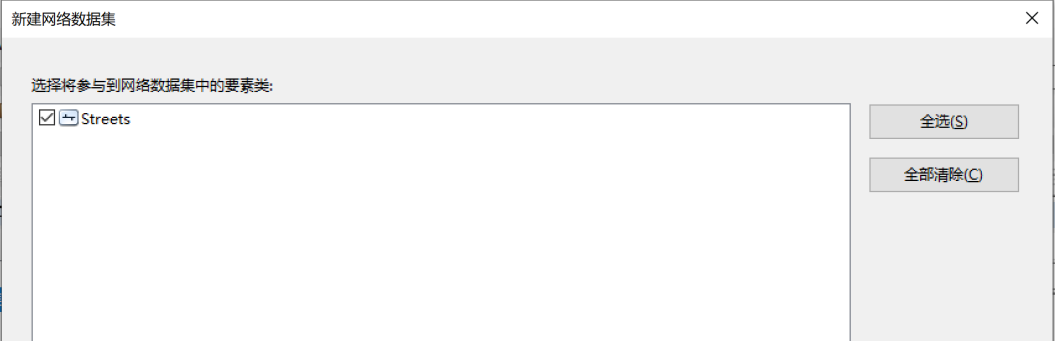 新建网络数据集
选择将参与到网络数据集中的要素类:
Streets
全选(S)
全部清除(C)